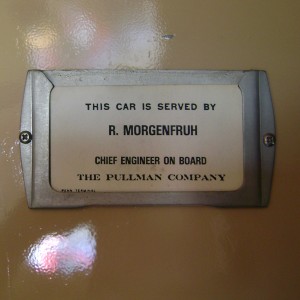 THIS CAR IS SERVED BY
R. MORGENFRUH
CHIEF ENGINEER ON BOARD
THE PULLMAN COMPANY